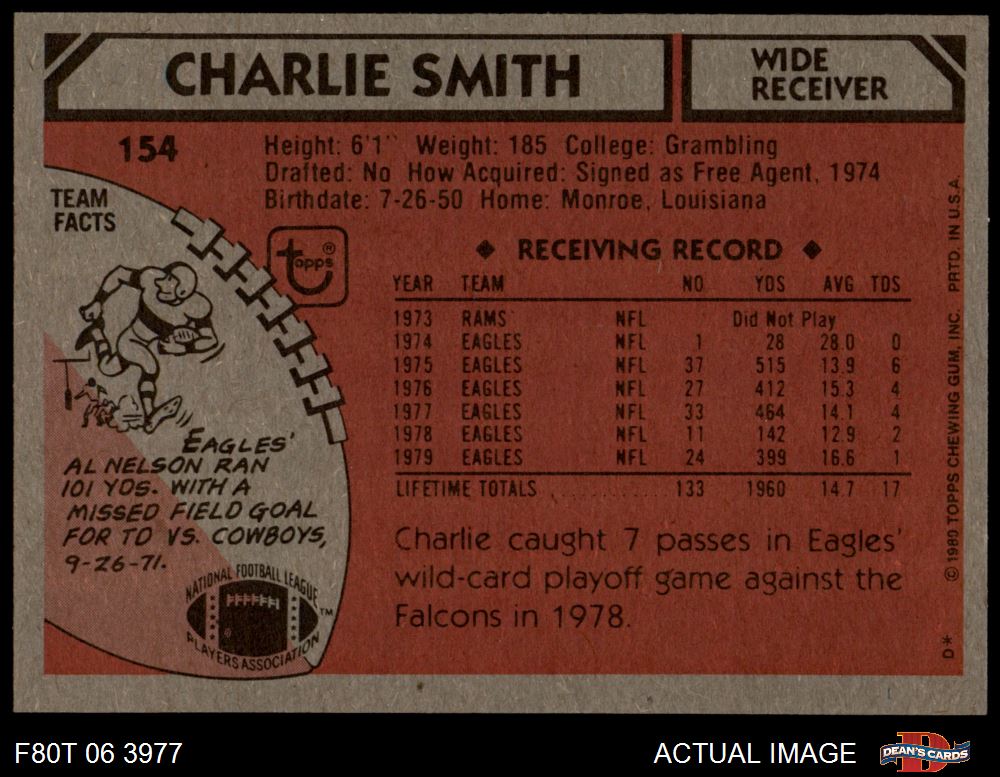 CHARLIE SMITH
WIDE
RECEIVER
154
Height: 6'1" Weight: 185 College: Grambling
Drafted: No How Acquired: Signed as Free Agent, 1974
Birthdate: 7-26-50 Home: Monroe, Louisiana
TEAM
FACTS
topps®
◆ RECEIVING RECORD ◆
YEAR TEAM NO YDS AVG TDS
1973 RAMS NFL Did Not Play
1974 EAGLES NFL 1 28 28.0 0
1975 EAGLES NFL 37 515 13.9 6
1976 EAGLES NFL 27 412 15.3 4
1977 EAGLES NFL 33 464 14.1 4
1978 EAGLES NFL 11 142 12.9 2
1979 EAGLES NFL 24 399 16.6 1
LIFETIME TOTALS 133 1960 14.7 17
EAGLES'
AL NELSON RAN
101 YDS. WITH A
MISSED FIELD GOAL
FOR TD VS. COWBOYS,
9-26-71.
NATIONAL FOOTBALL LEAGUE
PLAYERS ASSOCIATION
™
Charlie caught 7 passes in Eagles'
wild-card playoff game against the
Falcons in 1978.
© 1980 TOPPS CHEWING GUM, INC. PRTD. IN U.S.A.
D*
F80T 06 3977
ACTUAL IMAGE
DEAN'S CARDS